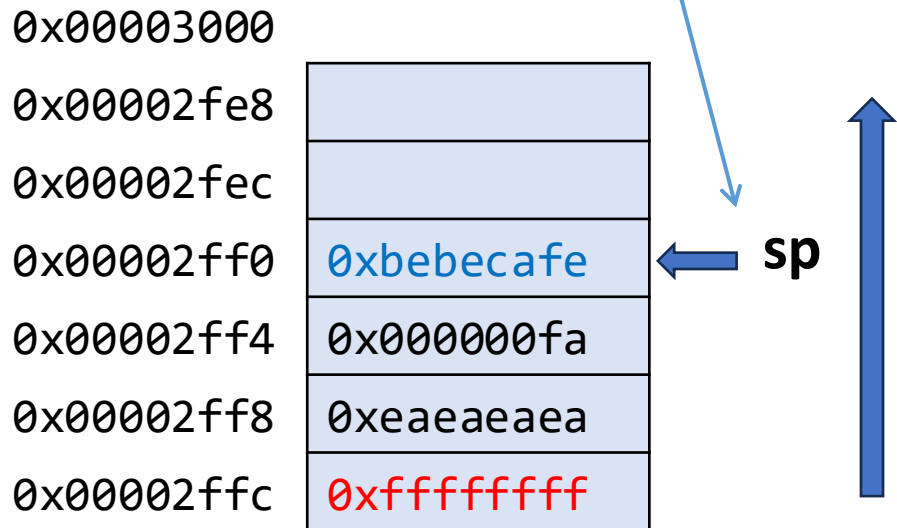 0x00003000
0x00002fe8
0x00002fec
0x00002ff0 0xbebecafe sp
0x00002ff4 0x000000fa
0x00002ff8 0xeaeaeaea
0x00002ffc 0xffffffff